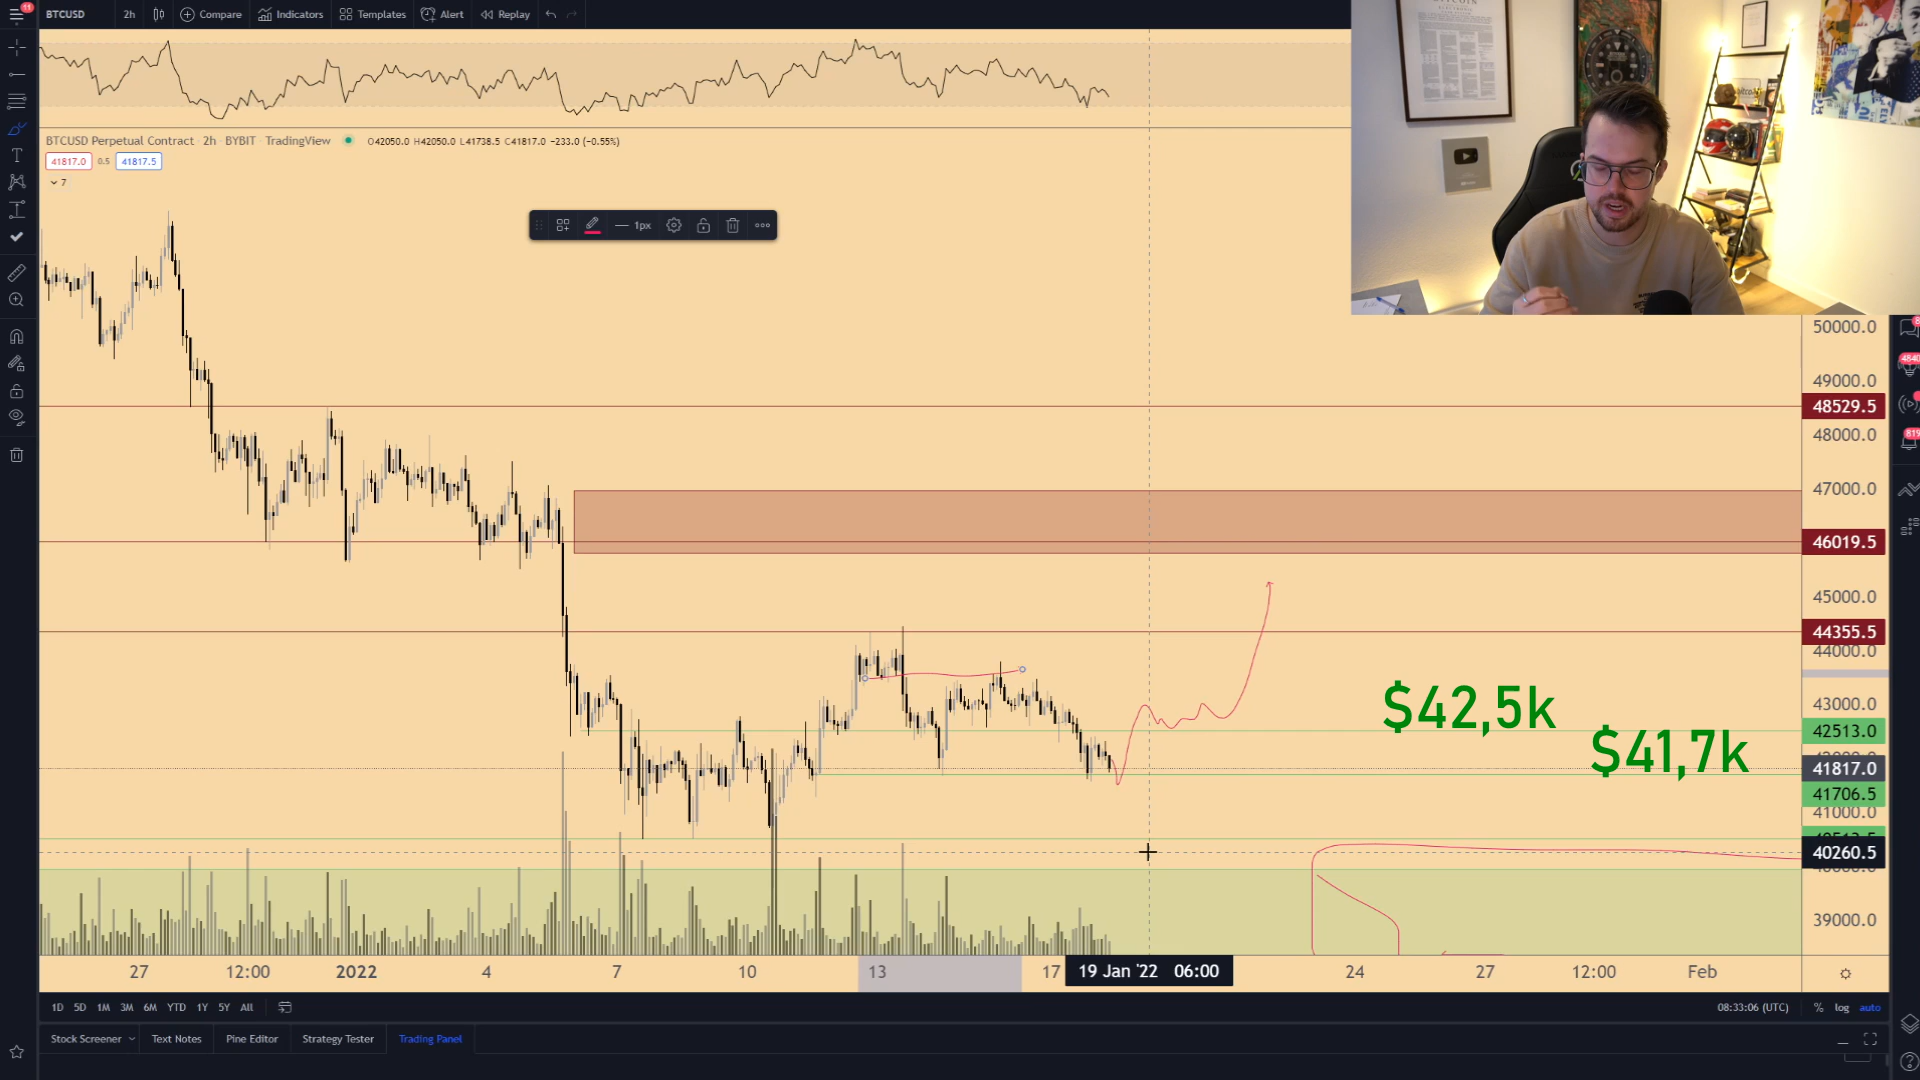 11
BTCUSD
2h
Compare
Indicators
Templates
Alert
Replay
BTCUSD Perpetual Contract · 2h · BYBIT · TradingView
O42050.0 H42050.0 L41738.5 C41817.0 -233.0 (-0.55%)
41817.0
0.5
41817.5
7
1px
BITCOIN
50000.0
49000.0
48529.5
48000.0
47000.0
46019.5
45000.0
44355.5
44000.0
43000.0
$42,5k
42513.0
$41,7k
41817.0
41706.5
41000.0
40260.5
39000.0
27
12:00
2022
4
7
10
13
17
19 Jan '22 06:00
24
27
12:00
Feb
1D
5D
1M
3M
6M
YTD
1Y
5Y
All
08:33:06 (UTC)
%
log
auto
Stock Screener
Text Notes
Pine Editor
Strategy Tester
Trading Panel